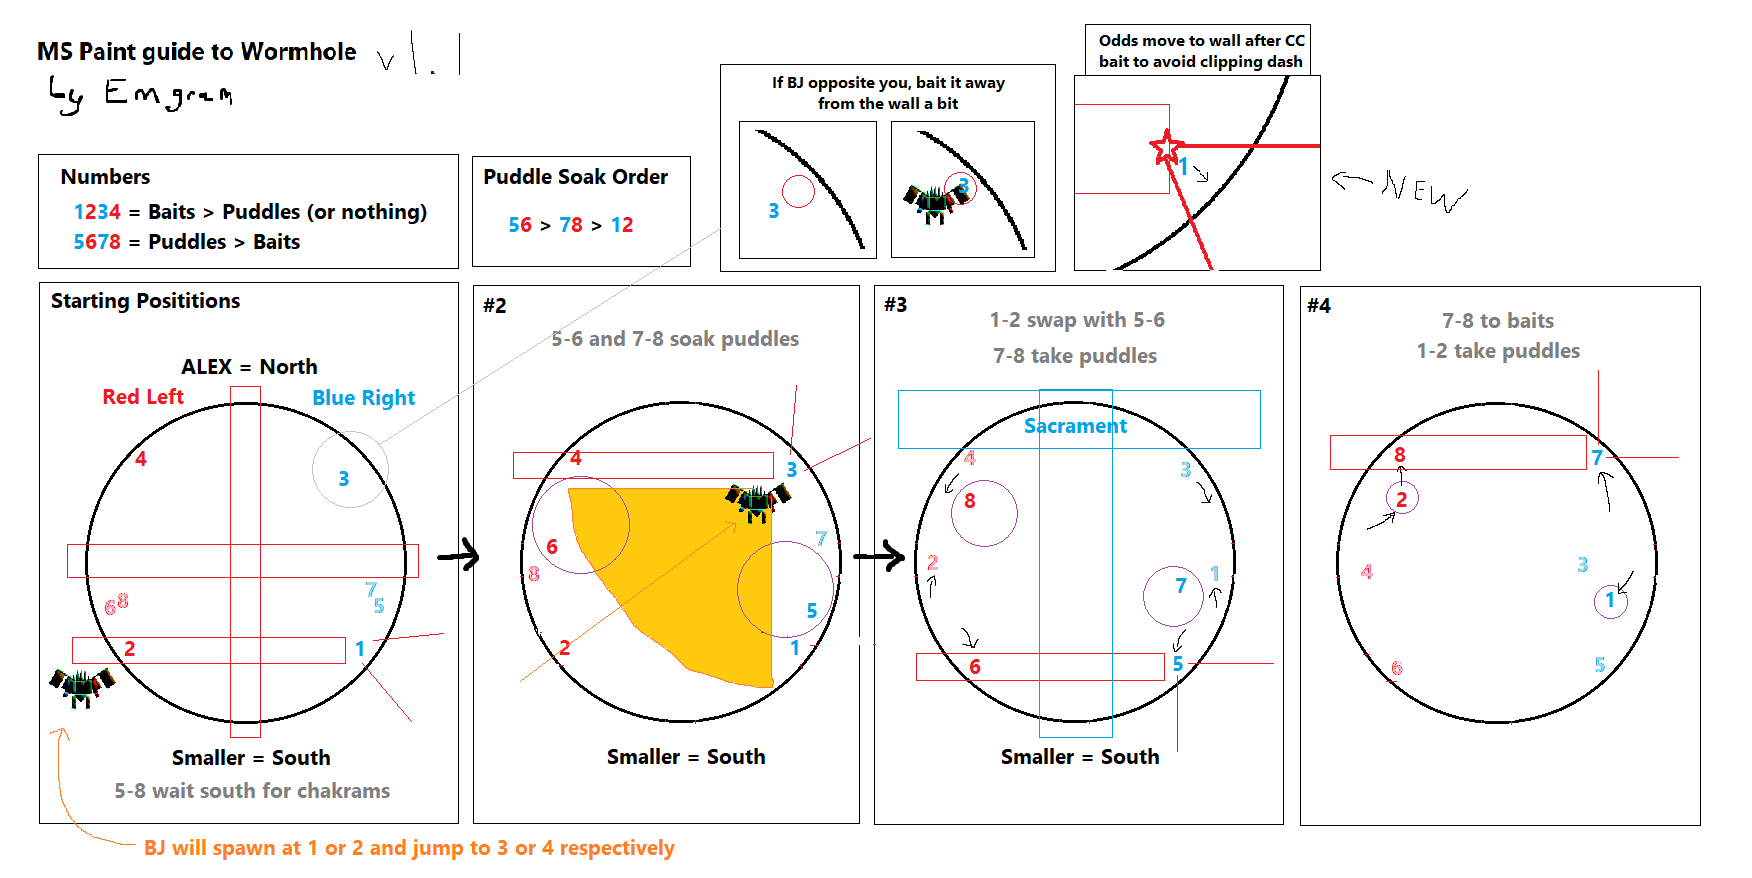 MS Paint guide to Wormhole v 1.1
by Emgram
Numbers
1234 = Baits > Puddles (or nothing)
5678 = Puddles > Baits
Puddle Soak Order
56 > 78 > 12
If BJ opposite you, bait it away
from the wall a bit
3
3
Odds move to wall after CC
bait to avoid clipping dash
1
NEW
Starting Posititions
ALEX = North
Red Left
Blue Right
4
3
7
68
5
2
1
Smaller = South
5-8 wait south for chakrams
BJ will spawn at 1 or 2 and jump to 3 or 4 respectively
#2
5-6 and 7-8 soak puddles
4
3
7
6
8
5
2
1
Smaller = South
#3
1-2 swap with 5-6
7-8 take puddles
Sacrament
4
3
8
2
1
7
6
5
Smaller = South
#4
7-8 to baits
1-2 take puddles
8
7
2
4
3
1
6
5